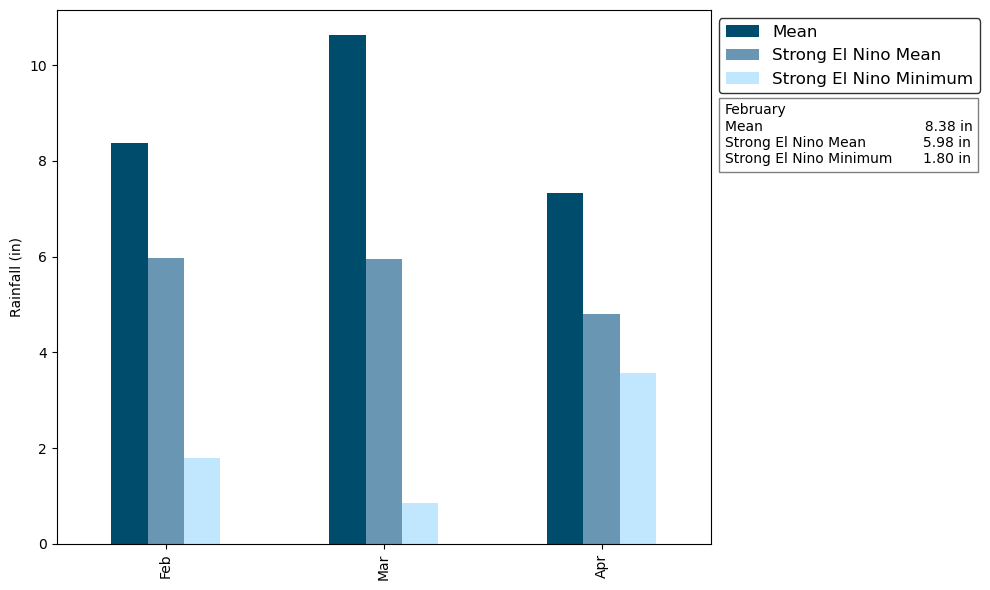 10
8
6
4
2
0
Rainfall (in)
Feb
Mar
Apr
Mean
Strong El Nino Mean
Strong El Nino Minimum
February
Mean 8.38 in
Strong El Nino Mean 5.98 in
Strong El Nino Minimum 1.80 in